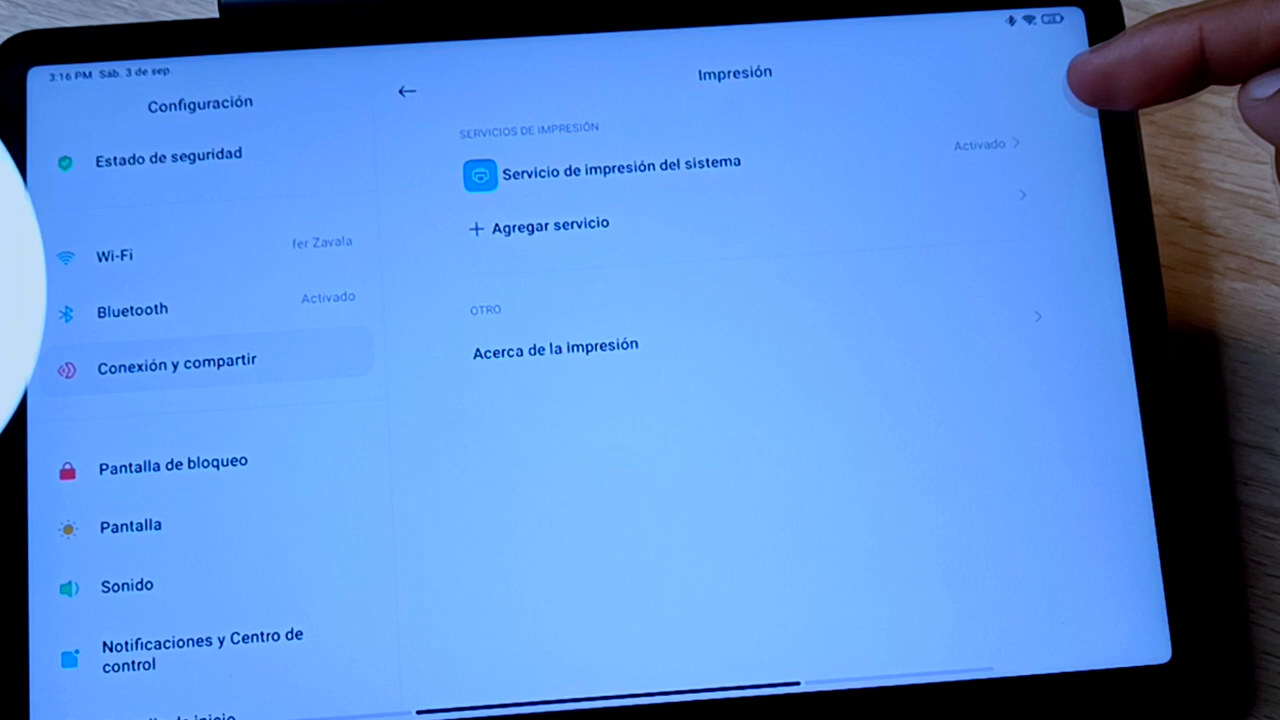 3:16 PM Sáb. 3 de sep.
Configuración
Estado de seguridad
Wi-Fi
fer Zavala
Bluetooth
Activado
Conexión y compartir
Pantalla de bloqueo
Pantalla
Sonido
Notificaciones y Centro de
control
de inicio
Impresión
SERVICIOS DE IMPRESIÓN
Servicio de impresión del sistema
Activado
+ Agregar servicio
OTRO
Acerca de la impresión